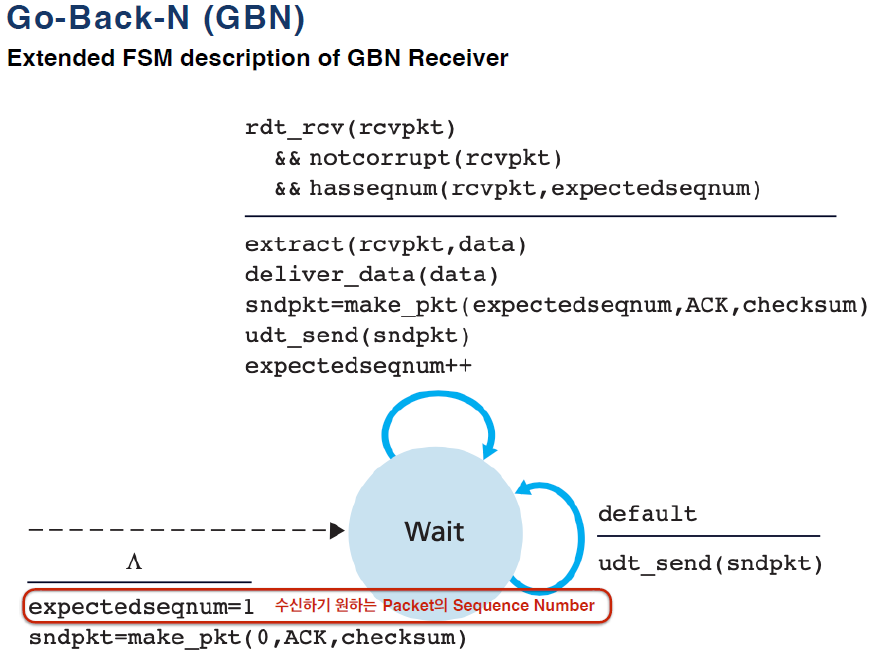 Go-Back-N (GBN)
Extended FSM description of GBN Receiver
rdt_rcv(rcvpkt)
&& notcorrupt(rcvpkt)
&& hasseqnum(rcvpkt,expectedseqnum)
extract(rcvpkt,data)
deliver_data(data)
sndpkt=make_pkt(expectedseqnum,ACK,checksum)
udt_send(sndpkt)
expectedseqnum++
Wait
default
udt_send(sndpkt)
Λ
expectedseqnum=1 수신하기 원하는 Packet의 Sequence Number
sndpkt=make_pkt(0,ACK,checksum)